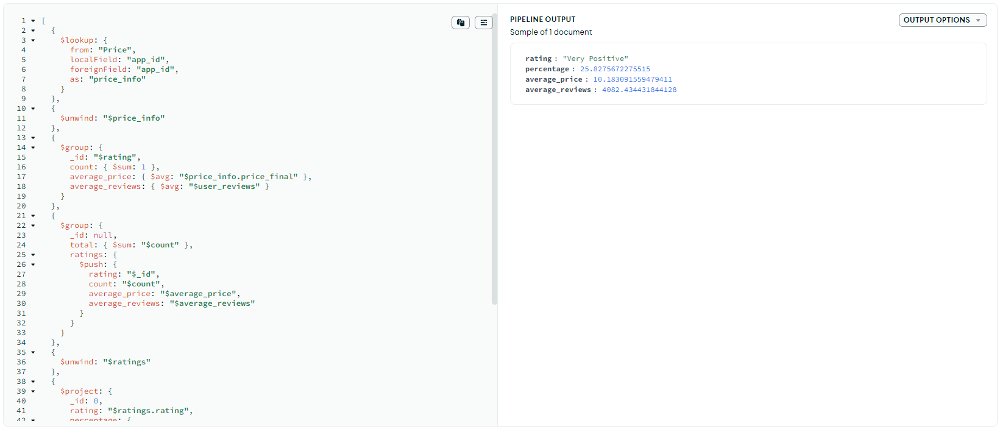 1 [
2 {
3 $lookup: {
4 from: "Price",
5 localField: "app_id",
6 foreignField: "app_id",
7 as: "price_info"
8 }
9 },
10 {
11 $unwind: "$price_info"
12 },
13 {
14 $group: {
15 _id: "$rating",
16 count: { $sum: 1 },
17 average_price: { $avg: "$price_info.price_final" },
18 average_reviews: { $avg: "$user_reviews" }
19 }
20 },
21 {
22 $group: {
23 _id: null,
24 total: { $sum: "$count" },
25 ratings: {
26 $push: {
27 rating: "$_id",
28 count: "$count",
29 average_price: "$average_price",
30 average_reviews: "$average_reviews"
31 }
32 }
33 }
34 },
35 {
36 $unwind: "$ratings"
37 },
38 {
39 $project: {
40 _id: 0,
41 rating: "$ratings.rating",
42 percentage: {
PIPELINE OUTPUT
Sample of 1 document
OUTPUT OPTIONS
rating : "Very Positive"
percentage : 25.8275672275515
average_price : 10.183091559479411
average_reviews : 4082.434431844128